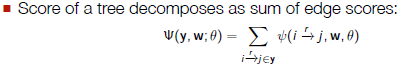 Score of a tree decomposes as sum of edge scores:
Ψ(y, w; θ) = ∑ ψ(i →r j, w, θ)
i →r j∈y